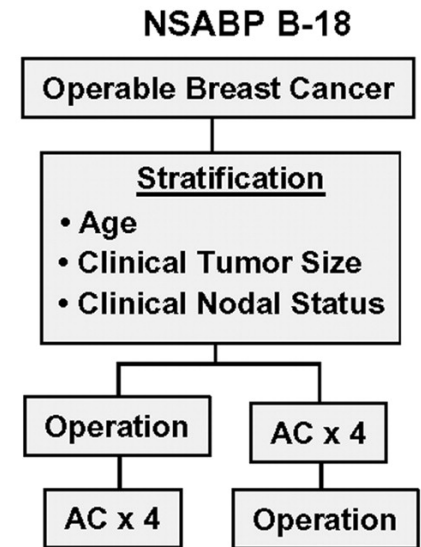 NSABP B-18
Operable Breast Cancer
Stratification
• Age
• Clinical Tumor Size
• Clinical Nodal Status
Operation
AC x 4
AC x 4
Operation